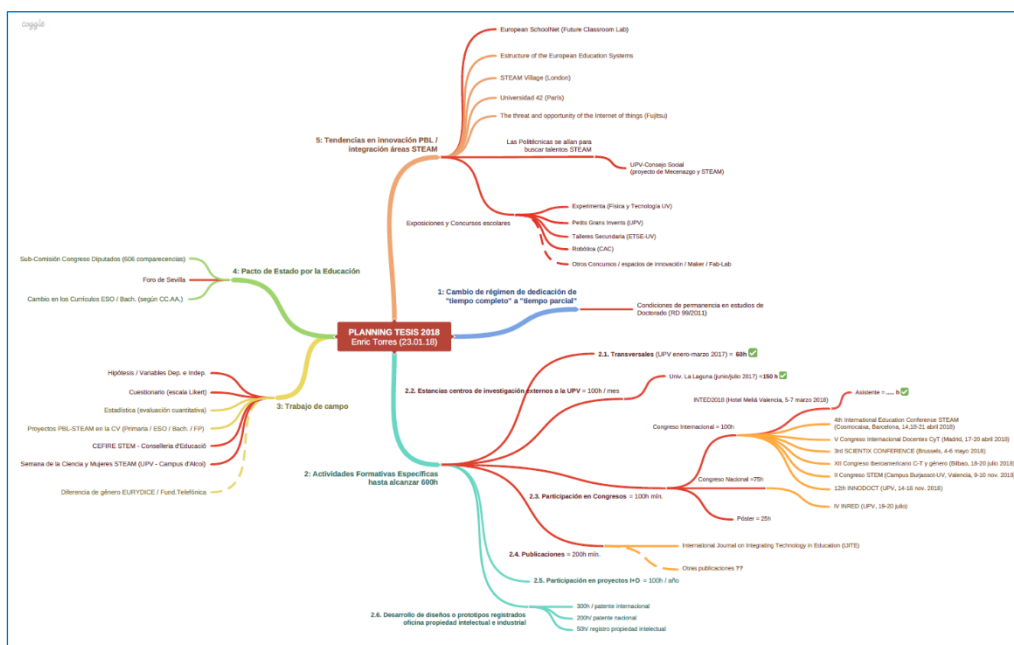 coggle
European SchoolNet (Future Classroom Lab)
Estructure of the European Education Systems
STEAM Village (London)
Universidad 42 (París)
The threat and opportunity of the Internet of things (Fujitsu)
5: Tendencias en innovación PBL /
integración áreas STEAM
Las Politécnicas se alían para
buscar talentos STEAM
UPV-Consejo Social
(proyecto de Mecenazgo y STEAM)
Exposiciones y Concursos escolares
Experimenta (Física y Tecnología UV)
Petits Grans Invents (UPV)
Talleres Secundaria (ETSE-UV)
Robótica (CAC)
Otros Concursos / espacios de innovación / Maker / Fab-Lab
Sub-Comisión Congreso Diputados (606 comparecencias)
Foro de Sevilla
Cambio en los Currículos ESO / Bach. (según CC.AA.)
4: Pacto de Estado por la Educación
1: Cambio de régimen de dedicación de
"tiempo completo" a "tiempo parcial"
Condiciones de permanencia en estudios de
Doctorado (RD 99/2011)
PLANNING TESIS 2018
Enric Torres (23.01.18)
Hipótesis / Variables Dep. e Indep.
Cuestionario (escala Likert)
Estadística (evaluación cuantitativa)
Proyectos PBL-STEAM en la CV (Primaria / ESO / Bach. / FP)
CEFIRE STEM - Conselleria d'Educació
Semana de la Ciencia y Mujeres STEAM (UPV - Campus d'Alcoi)
Diferencia de género EURYDICE / Fund.Telefónica
3: Trabajo de campo
2: Actividades Formativas Específicas
hasta alcanzar 600h
2.1. Transversales (UPV enero-marzo 2017) = 60h ✅
2.2. Estancias centros de investigación externos a la UPV = 100h / mes
Univ. La Laguna (junio/julio 2017) =150 h ✅
2.3. Participación en Congresos = 100h mín.
Congreso Internacional = 100h
INTED2018 (Hotel Meliá Valencia, 5-7 marzo 2018)
Asistente = ..... h ✅
4th International Education Conference STEAM
(Cosmocaixa, Barcelona, 14,18-21 abril 2018)
V Congreso Internacional Docentes CyT (Madrid, 17-20 abril 2018)
3rd SCIENTIX CONFERENCE (Brussels, 4-6 mayo 2018)
XII Congreso Iberoamericano C-T y género (Bilbao, 18-20 julio 2018)
II Congreso STEM (Campus Burjassot-UV, Valencia, 9-10 nov. 2018)
12th INNODOCT (UPV, 14-16 nov. 2018)
Congreso Nacional =75h
IV INRED (UPV, 19-20 julio)
Póster = 25h
2.4. Publicaciones = 200h mín.
International Journal on Integrating Technology in Education (IJITE)
Otras publicaciones ??
2.5. Participación en proyectos I+D = 100h / año
2.6. Desarrollo de diseños o prototipos registrados
oficina propiedad intelectual e industrial
300h / patente Internacional
200h/ patente nacional
50h/ registro propiedad intelectual